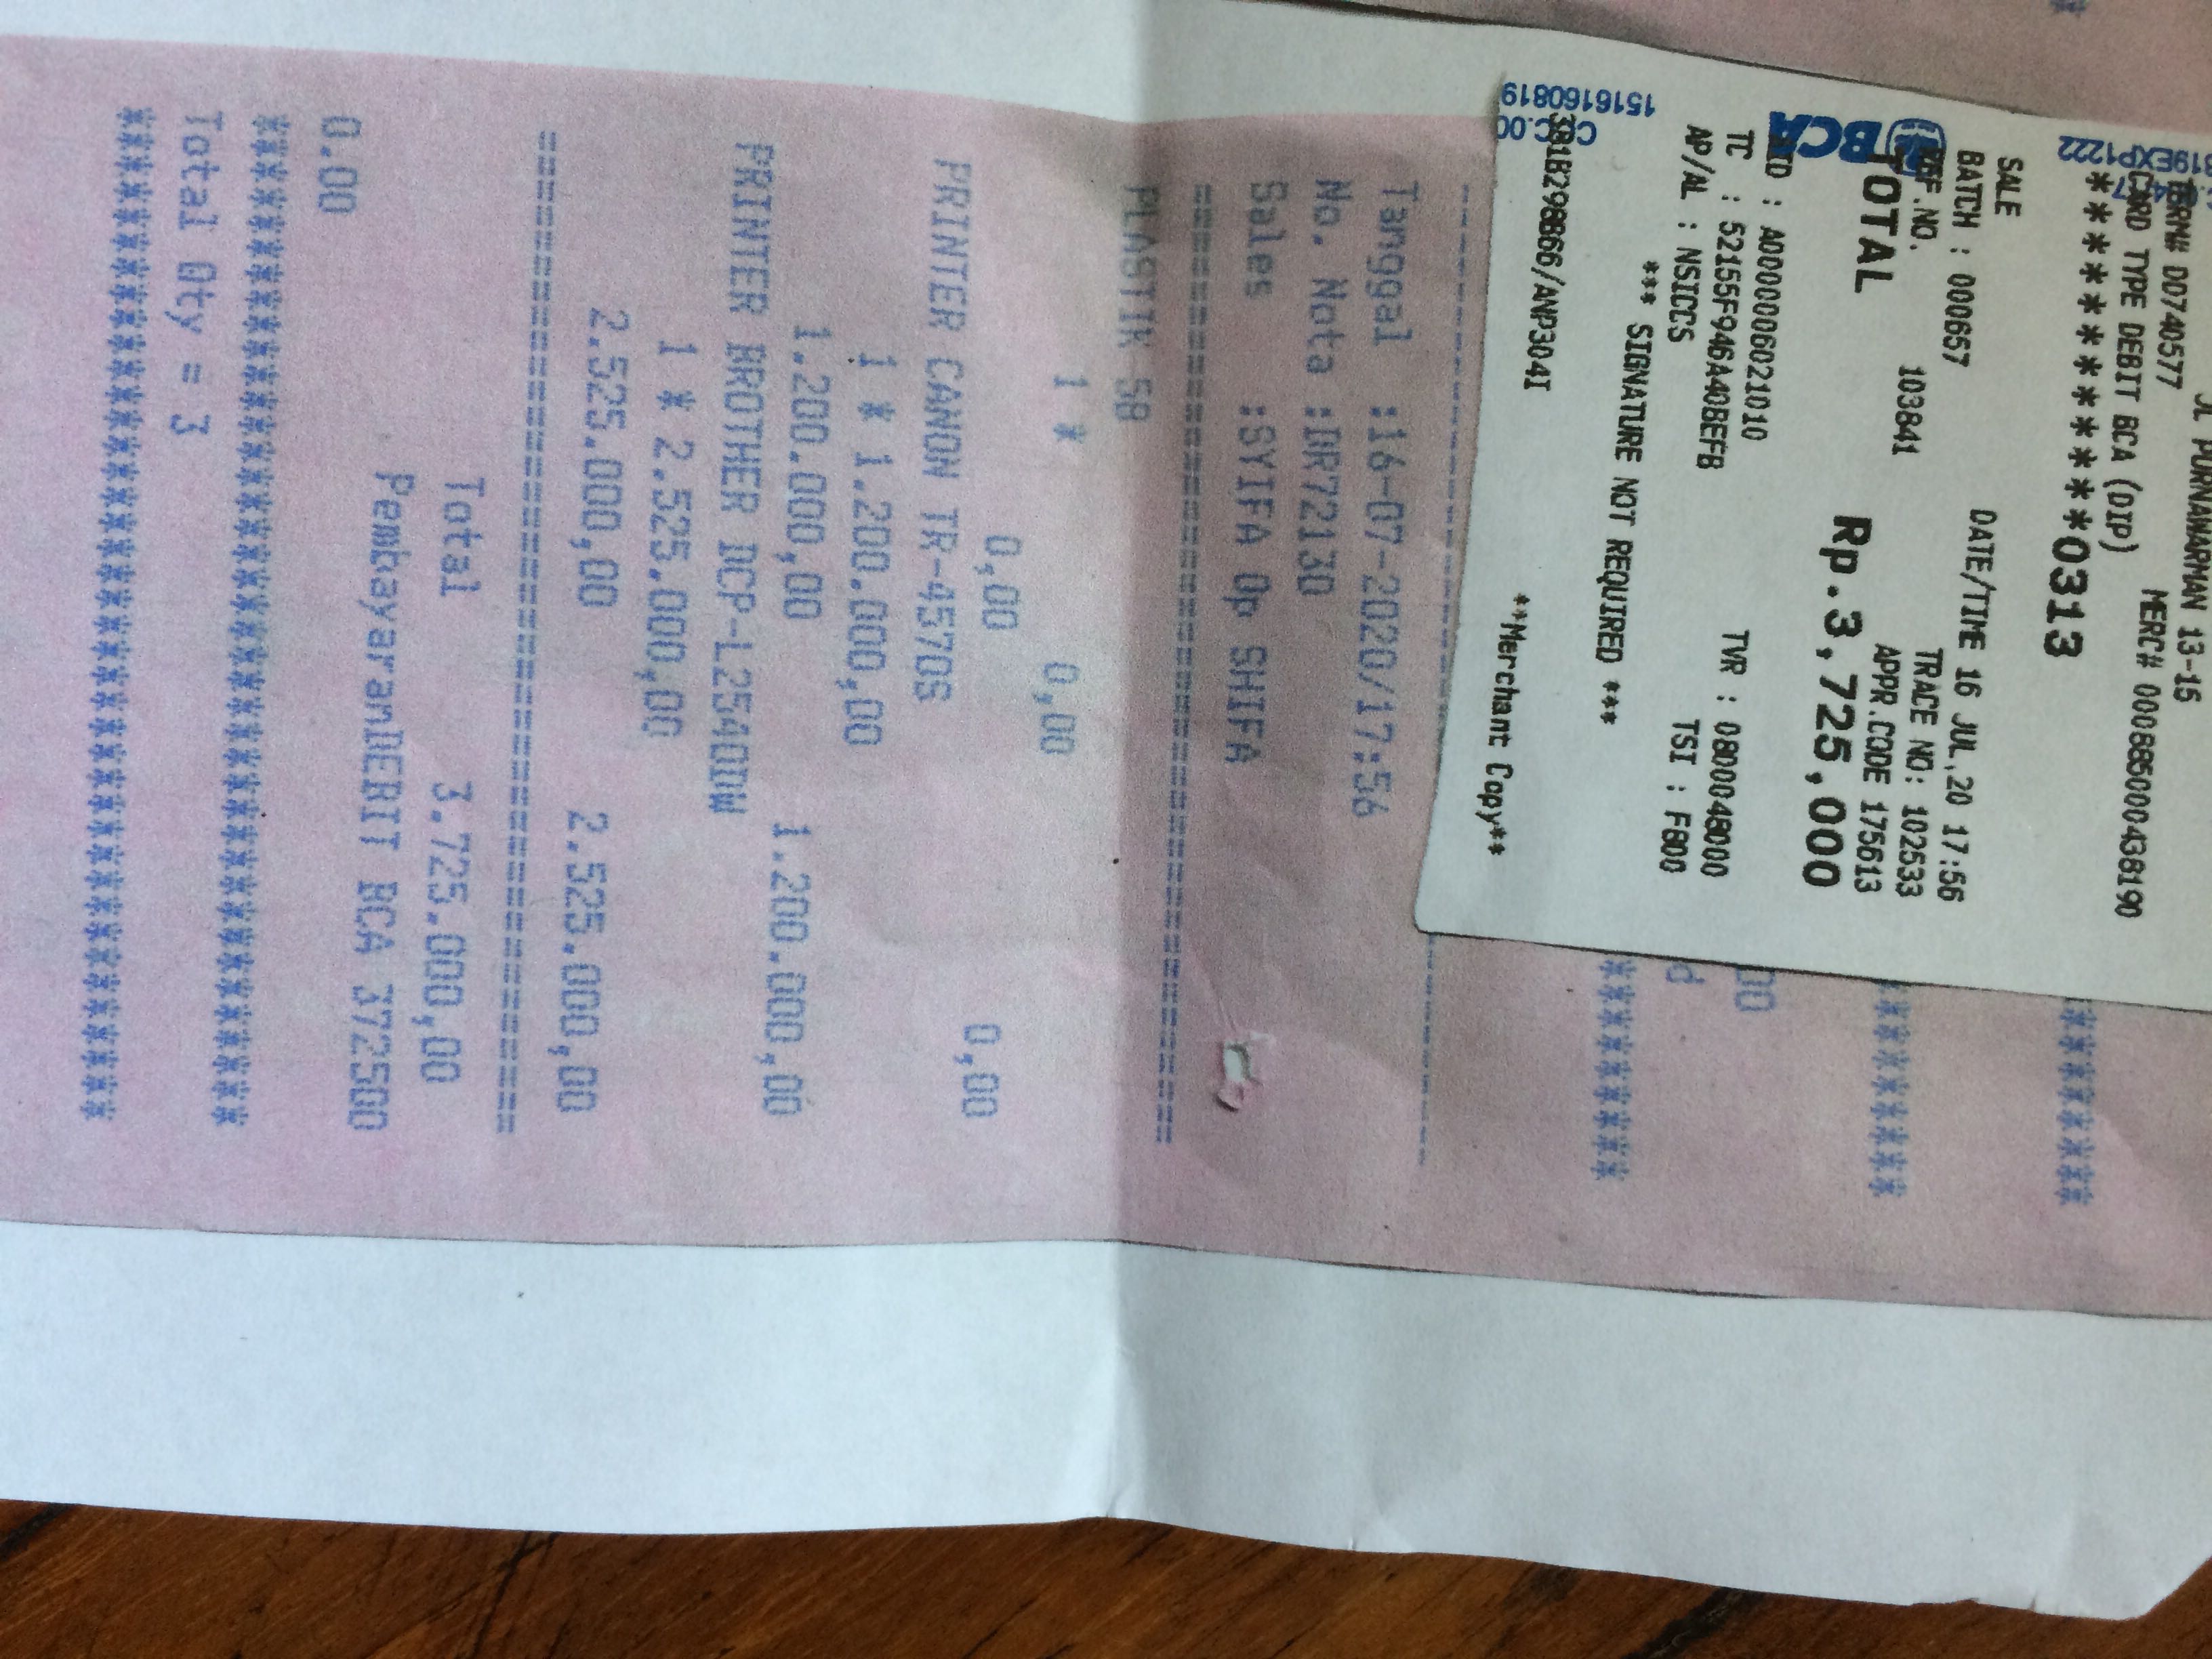 JL PURNAWARMAN 13-15
TERM# DD740577 MERC# 000885000438190
CARD TYPE DEBIT BCA (DIP)
************0313
SALE
BATCH : 000657 DATE/TIME 16 JUL,20 17:56
REF.NO. 103841 TRACE NO: 102533
APPR.CODE 175613
TOTAL Rp.3,725,000
AID : A0000006021010
TC : 52155F946A40BEFB TVR : 0800048000
AP/AL : NSICCS TSI : F800
*** SIGNATURE NOT REQUIRED ***
**Merchant Copy**
BCA
1516160819
819EXP1222
Tanggal :16-07-2020/17:56
No. Nota :DR72130
Sales :SYIFA Op SHIFA
====================
PLASTIK 58
1 * 0,00
0,00 0,00
PRINTER CANON TR-4570S
1 * 1.200.000,00
1.200.000,00 1.200.000,00
PRINTER BROTHER DCP-L2540DW
1 * 2.525.000,00
2.525.000,00 2.525.000,00
====================
Total 3.725.000,00
PembayaranDEBIT BCA 372500
0.00
********************
Total Qty = 3
********************